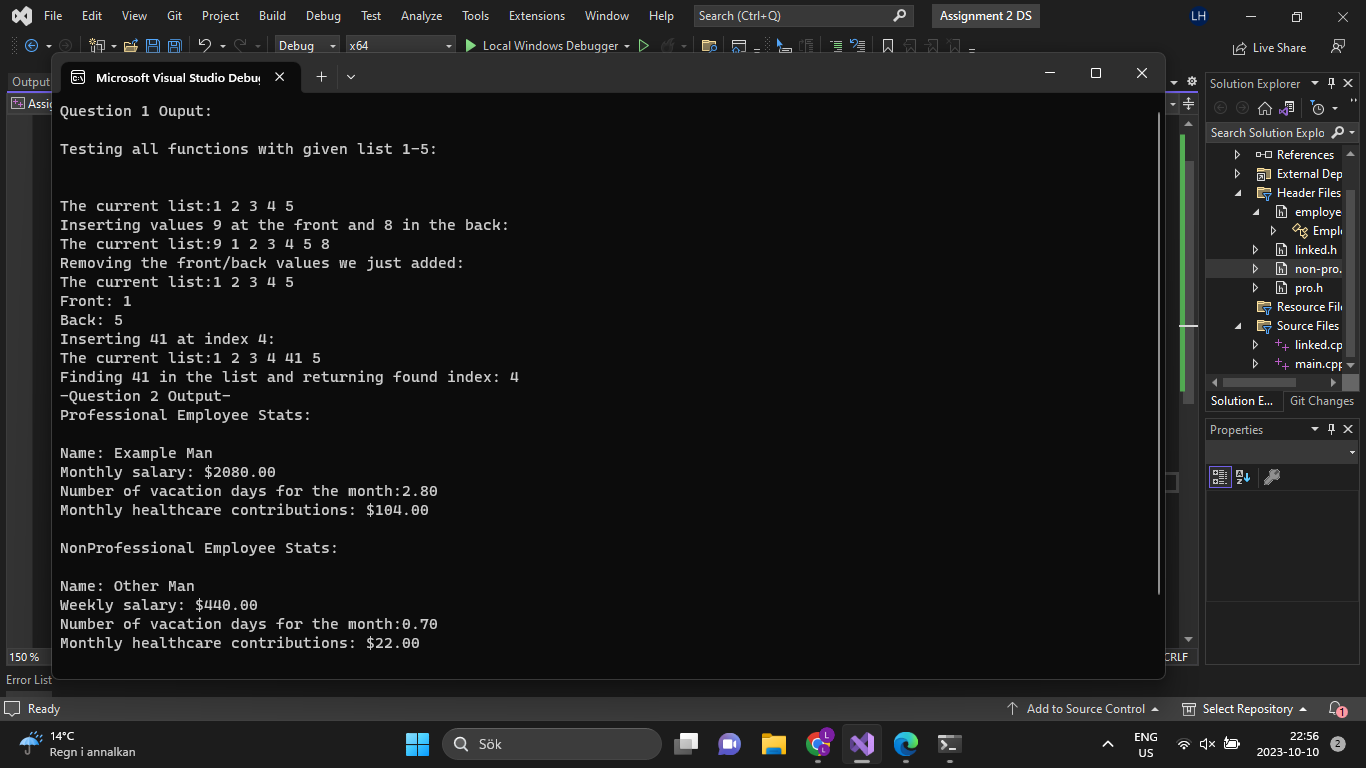 File Edit View Git Project Build Debug Test Analyze Tools Extensions Window Help Search (Ctrl+Q) Assignment 2 DS LH
Debug x64 Local Windows Debugger Live Share
Output
Microsoft Visual Studio Debug
Question 1 Ouput:
Testing all functions with given list 1-5:
The current list:1 2 3 4 5
Inserting values 9 at the front and 8 in the back:
The current list:9 1 2 3 4 5 8
Removing the front/back values we just added:
The current list:1 2 3 4 5
Front: 1
Back: 5
Inserting 41 at index 4:
The current list:1 2 3 4 41 5
Finding 41 in the list and returning found index: 4
-Question 2 Output-
Professional Employee Stats:
Name: Example Man
Monthly salary: $2080.00
Number of vacation days for the month:2.80
Monthly healthcare contributions: $104.00
NonProfessional Employee Stats:
Name: Other Man
Weekly salary: $440.00
Number of vacation days for the month:0.70
Monthly healthcare contributions: $22.00
Assi
150 %
CRLF
Error List
Solution Explorer
Search Solution Explo
References
External Dep
Header Files
employe
Emplo
linked.h
non-pro.
pro.h
Resource File
Source Files
linked.cp
main.cpp
Solution E... Git Changes
Properties
Ready Add to Source Control Select Repository 1
14°C
Regn i annalkan
Sök
L
L
ENG
US
22:56
2023-10-10
2